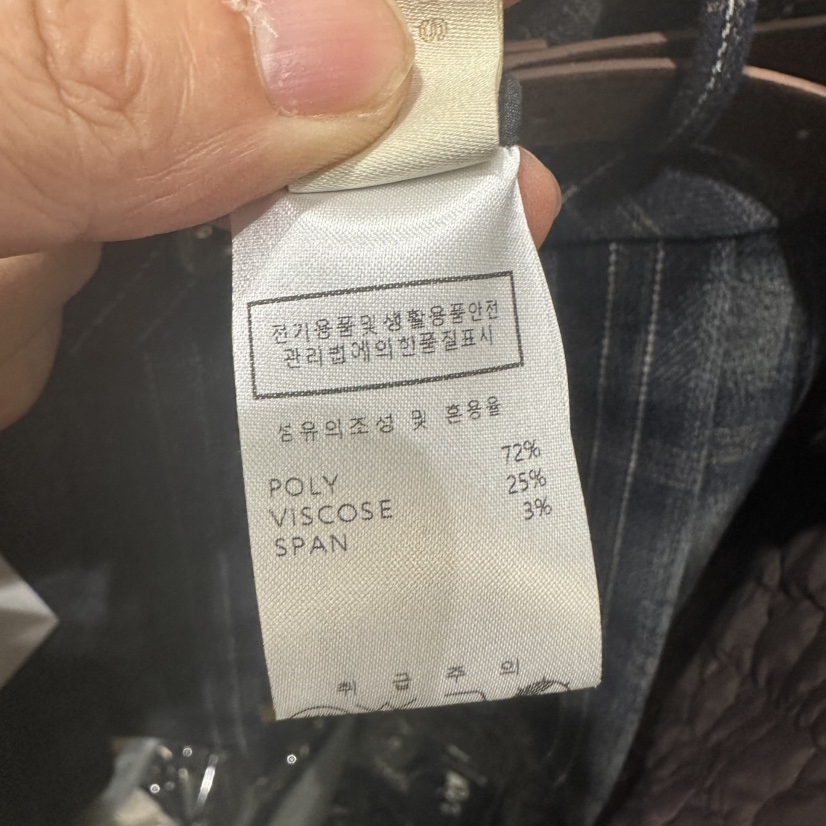 전기용품및생활용품안전
관리법에의한품질표시
섬유의조성 및 혼용율
POLY 72%
VISCOSE 25%
SPAN 3%
취급주의